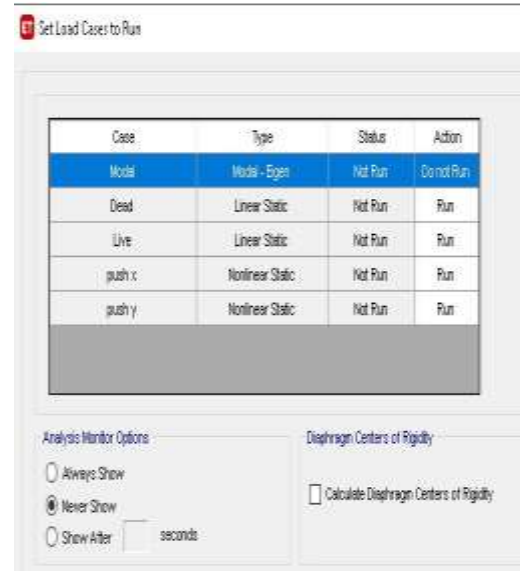 ET Set Load Cases to Run
Case Type Status Action
Modal Modal - Eigen Not Run Do not Run
Dead Linear Static Not Run Run
Live Linear Static Not Run Run
push x Nonlinear Static Not Run Run
push y Nonlinear Static Not Run Run
Analysis Monitor Options
Always Show
Never Show
Show After seconds
Diaphragm Centers of Rigidity
Calculate Diaphragm Centers of Rigidity